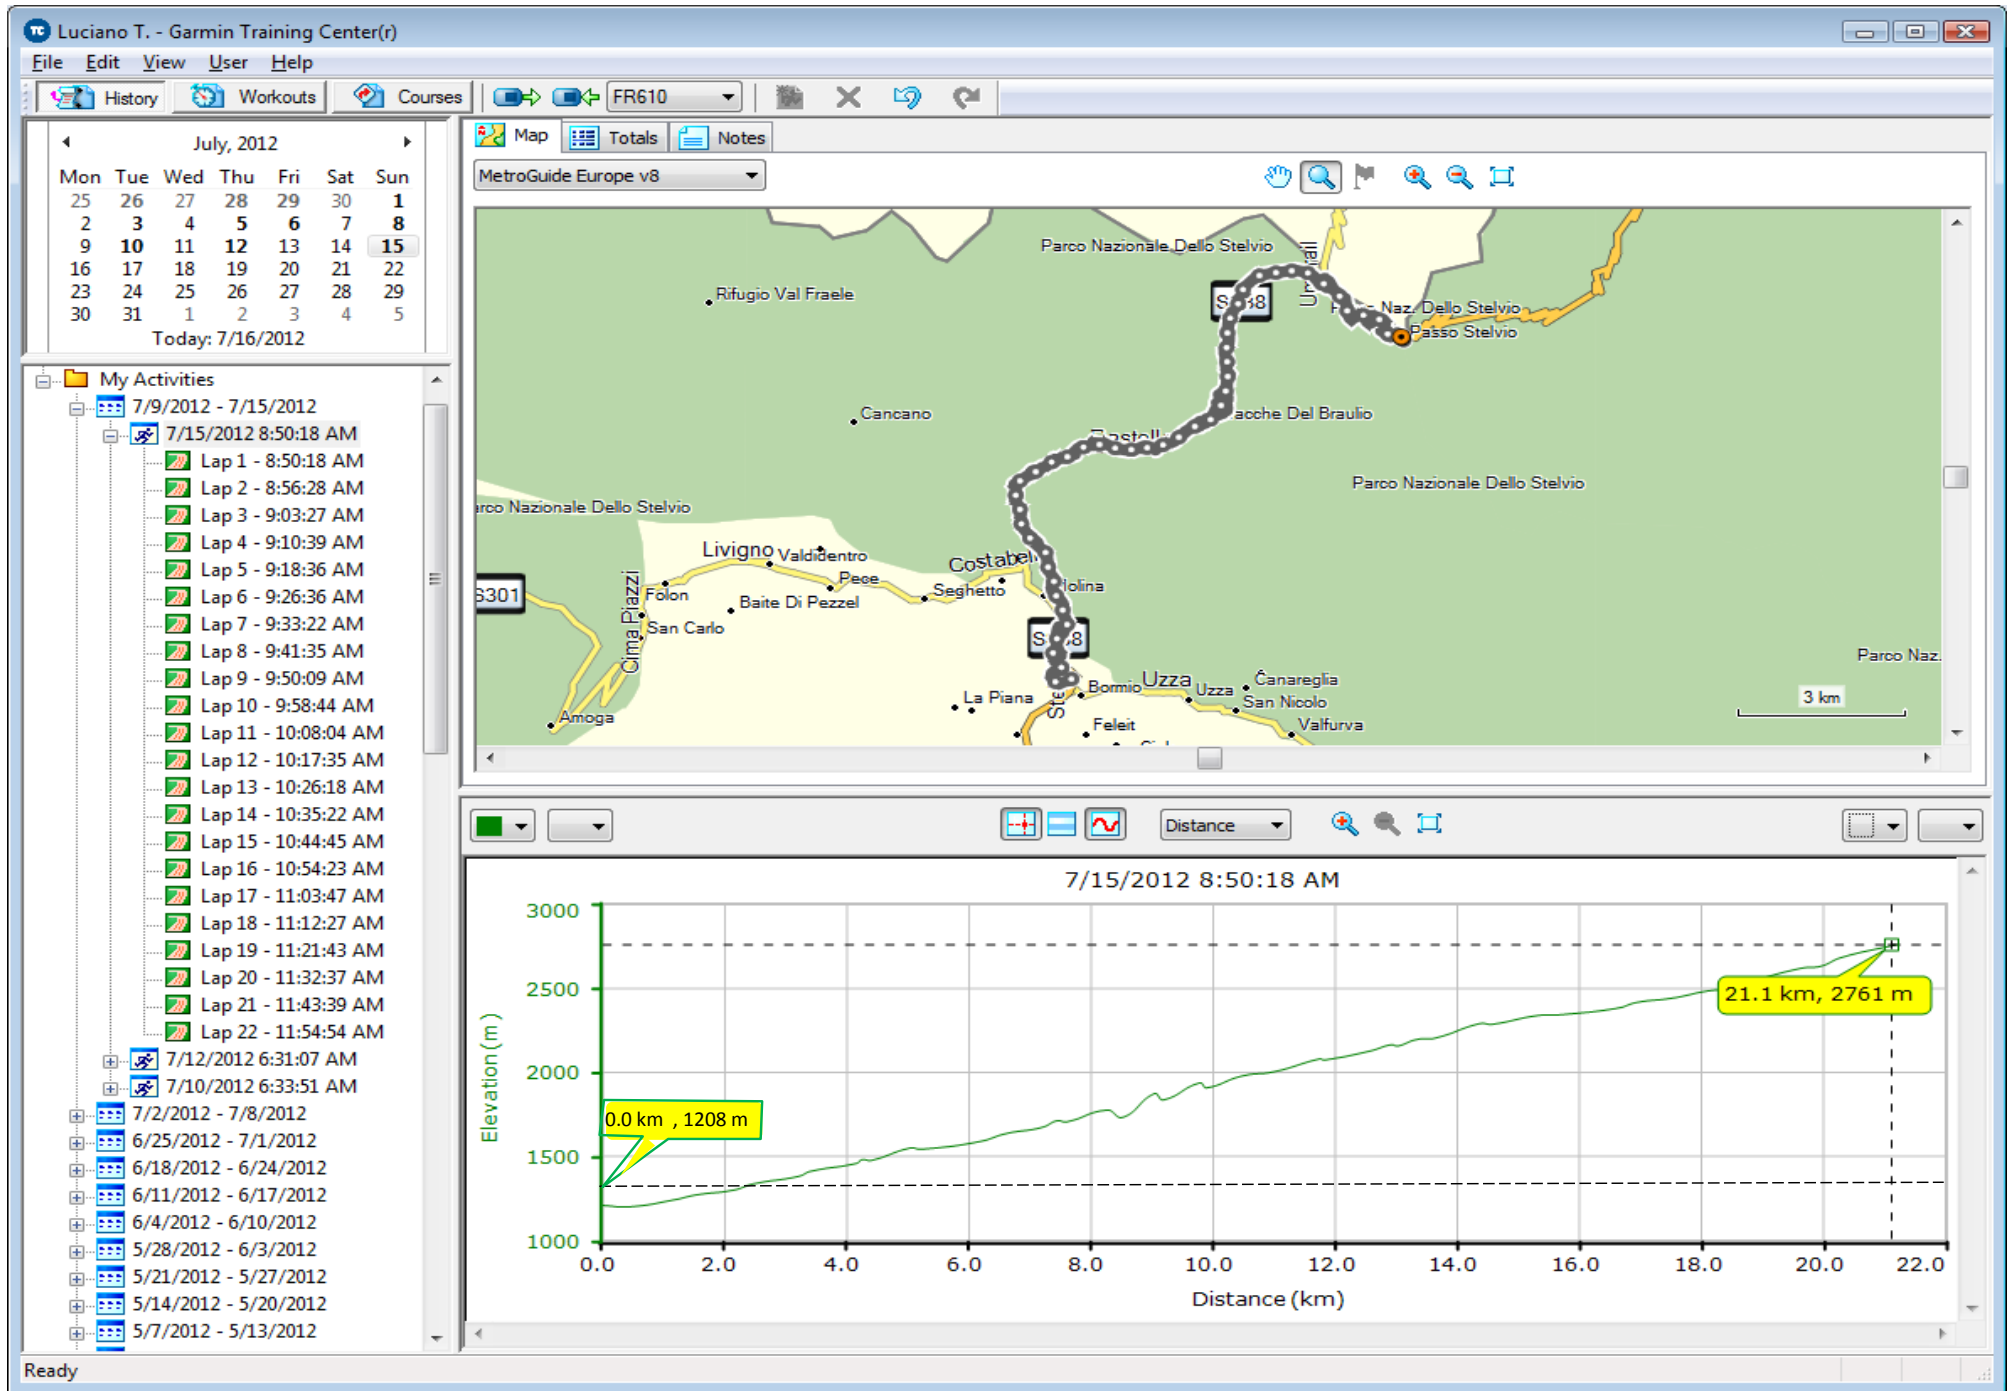 Luciano T. - Garmin Training Center(r)
File Edit View User Help
History Workouts Courses FR610
July, 2012
Mon Tue Wed Thu Fri Sat Sun
25 26 27 28 29 30 1
2 3 4 5 6 7 8
9 10 11 12 13 14 15
16 17 18 19 20 21 22
23 24 25 26 27 28 29
30 31 1 2 3 4 5
Today: 7/16/2012
My Activities
7/9/2012 - 7/15/2012
7/15/2012 8:50:18 AM
Lap 1 - 8:50:18 AM
Lap 2 - 8:56:28 AM
Lap 3 - 9:03:27 AM
Lap 4 - 9:10:39 AM
Lap 5 - 9:18:36 AM
Lap 6 - 9:26:36 AM
Lap 7 - 9:33:22 AM
Lap 8 - 9:41:35 AM
Lap 9 - 9:50:09 AM
Lap 10 - 9:58:44 AM
Lap 11 - 10:08:04 AM
Lap 12 - 10:17:35 AM
Lap 13 - 10:26:18 AM
Lap 14 - 10:35:22 AM
Lap 15 - 10:44:45 AM
Lap 16 - 10:54:23 AM
Lap 17 - 11:03:47 AM
Lap 18 - 11:12:27 AM
Lap 19 - 11:21:43 AM
Lap 20 - 11:32:37 AM
Lap 21 - 11:43:39 AM
Lap 22 - 11:54:54 AM
7/12/2012 6:31:07 AM
7/10/2012 6:33:51 AM
7/2/2012 - 7/8/2012
6/25/2012 - 7/1/2012
6/18/2012 - 6/24/2012
6/11/2012 - 6/17/2012
6/4/2012 - 6/10/2012
5/28/2012 - 6/3/2012
5/21/2012 - 5/27/2012
5/14/2012 - 5/20/2012
5/7/2012 - 5/13/2012
Map Totals Notes
MetroGuide Europe v8
Parco Nazionale Dello Stelvio
Rifugio Val Fraele
Naz. Dello Stelvio
Passo Stelvio
Cancano
acche Del Braulio
Parco Nazionale Dello Stelvio
arco Nazionale Dello Stelvio
Livigno
Valdidentro
Costabel
Pece
Seghetto
olina
S301
Folon
Baite Di Pezzel
Cima Piazzi
San Carlo
Parco Naz.
La Piana
Bormio
Uzza
Uzza
Canareglia
San Nicolo
Amoga
Feleit
Valfurva
3 km
Distance
7/15/2012 8:50:18 AM
3000
2500
2000
1500
1000
Elevation (m)
21.1 km, 2761 m
0.0 km , 1208 m
0.0 2.0 4.0 6.0 8.0 10.0 12.0 14.0 16.0 18.0 20.0 22.0
Distance (km)
Ready